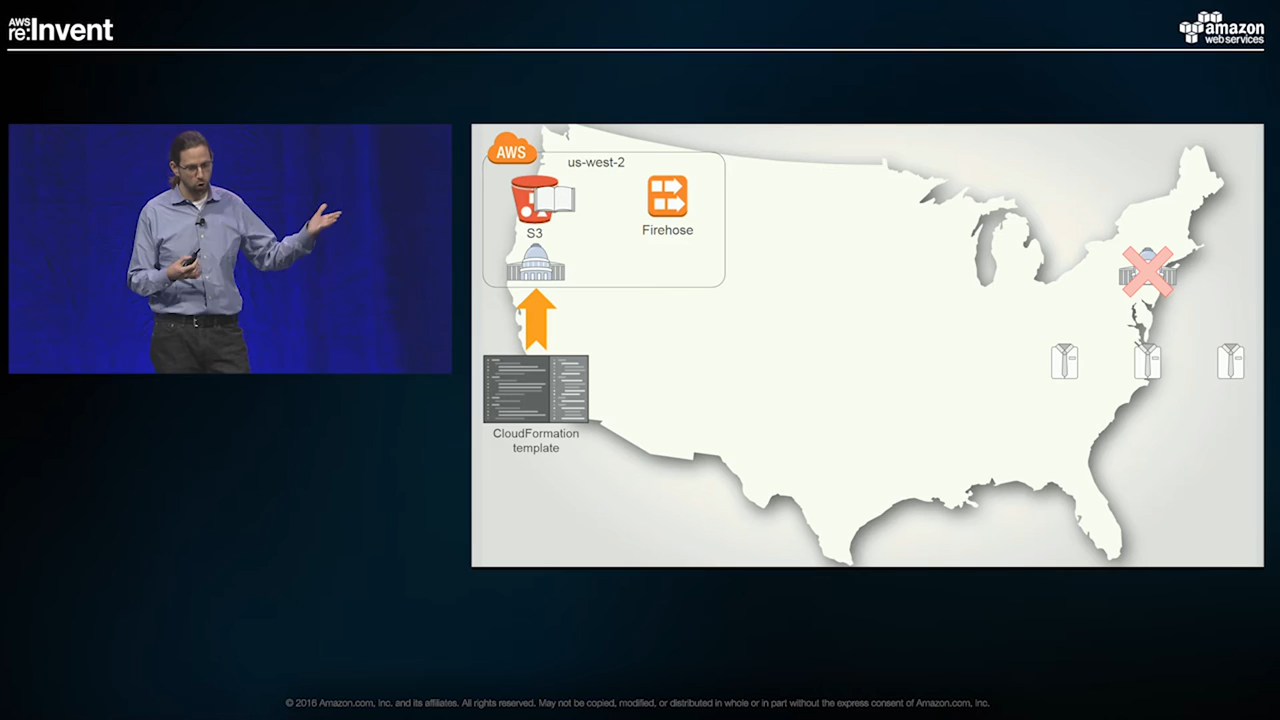 AWS
re:Invent
amazon
web services
AWS
us-west-2
S3
Firehose
CloudFormation
template
© 2016 Amazon.com, Inc. and its affiliates. All rights reserved. May not be copied, modified, or distributed in whole or in part without the express consent of Amazon.com, Inc.